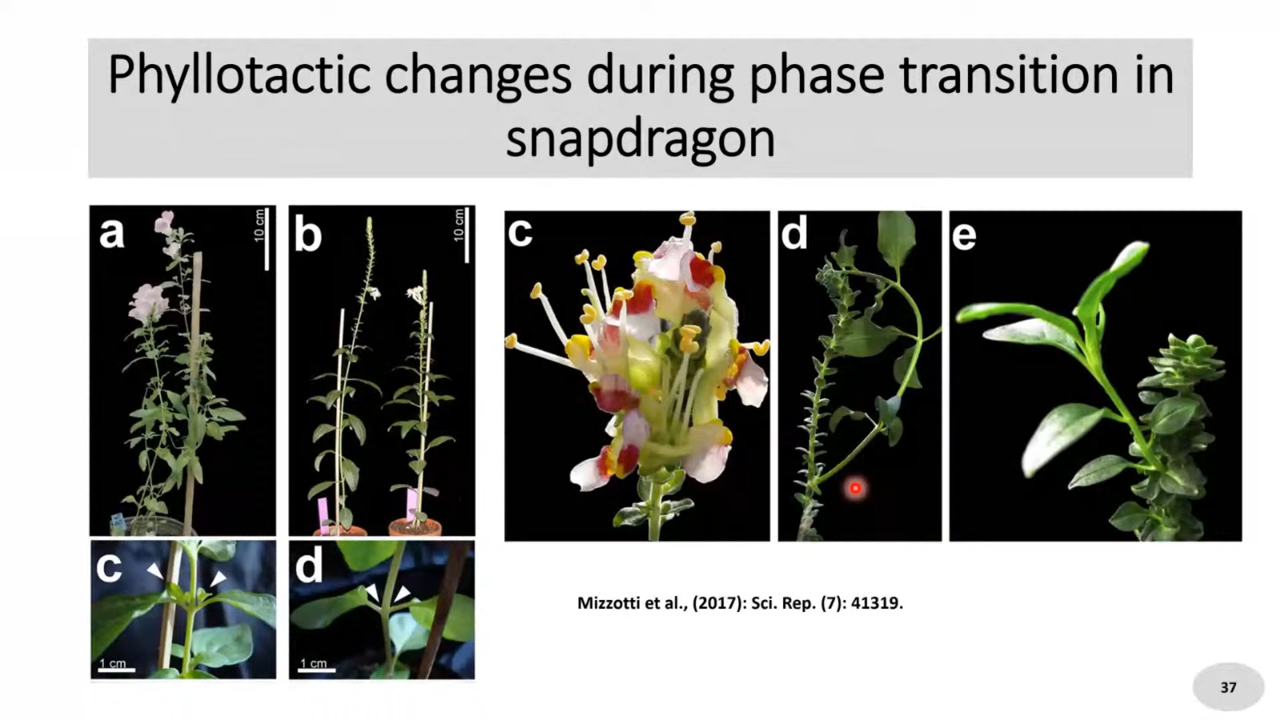 Phyllotactic changes during phase transition in
snapdragon
a
10 cm
b
10 cm
c
d
e
c
1 cm
d
1 cm
Mizzotti et al., (2017): Sci. Rep. (7): 41319.
37